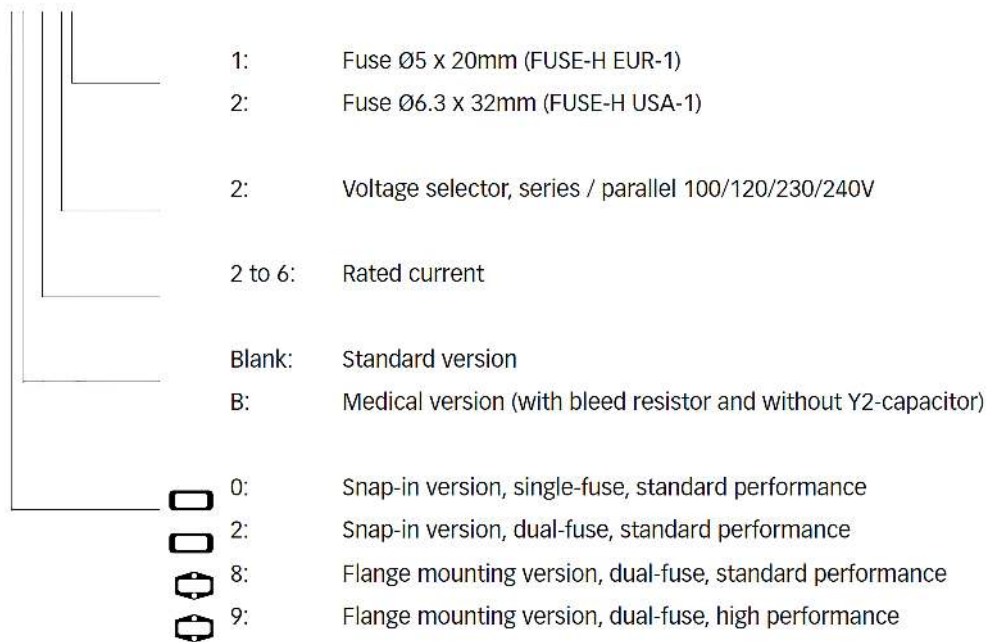 1: Fuse Ø5 x 20mm (FUSE-H EUR-1)
2: Fuse Ø6.3 x 32mm (FUSE-H USA-1)
2: Voltage selector, series / parallel 100/120/230/240V
2 to 6: Rated current
Blank: Standard version
B: Medical version (with bleed resistor and without Y2-capacitor)
0: Snap-in version, single-fuse, standard performance
2: Snap-in version, dual-fuse, standard performance
8: Flange mounting version, dual-fuse, standard performance
9: Flange mounting version, dual-fuse, high performance